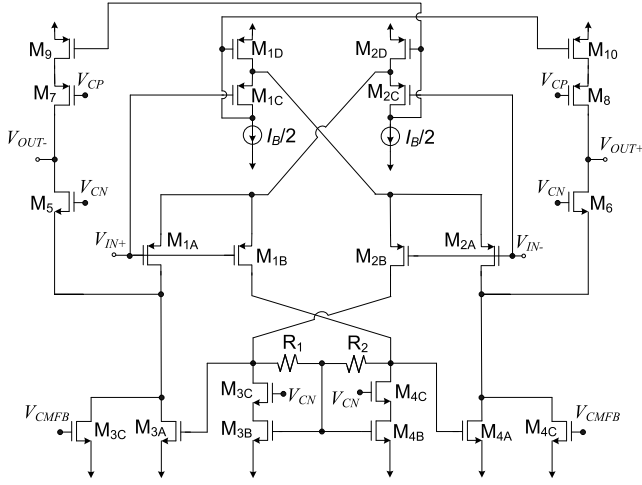 M9
M1D
M2D
M10
M7
VCP
M1C
M2C
VCP
M8
VOUT-
IB/2
IB/2
VOUT+
M5
VCN
VCN
M6
VIN+
M1A
M1B
M2B
M2A
VIN-
R1
R2
M3C
VCN
VCN
M4C
VCMFB
M3C
M3A
M3B
M4B
M4A
M4C
VCMFB